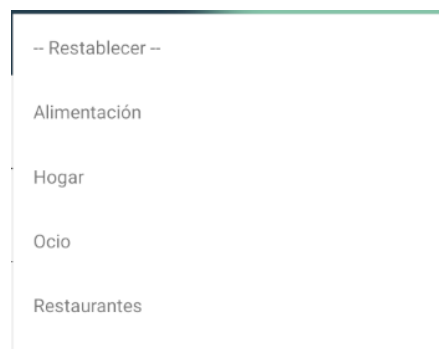 -- Restablecer --
Alimentación
Hogar
Ocio
Restaurantes